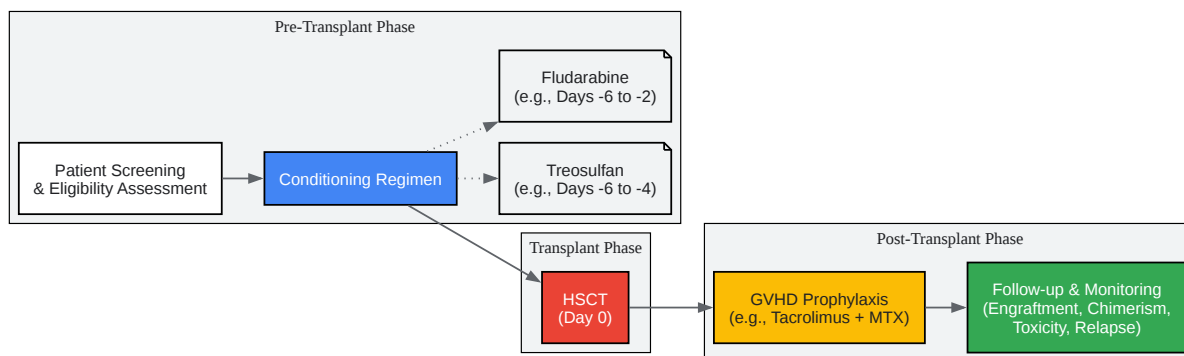 Pre-Transplant Phase
Fludarabine
(e.g., Days -6 to -2)
Patient Screening
& Eligibility Assessment
Conditioning Regimen
Treosulfan
(e.g., Days -6 to -4)
Transplant Phase
HSCT
(Day 0)
Post-Transplant Phase
GVHD Prophylaxis
(e.g., Tacrolimus + MTX)
Follow-up & Monitoring
(Engraftment, Chimerism,
Toxicity, Relapse)